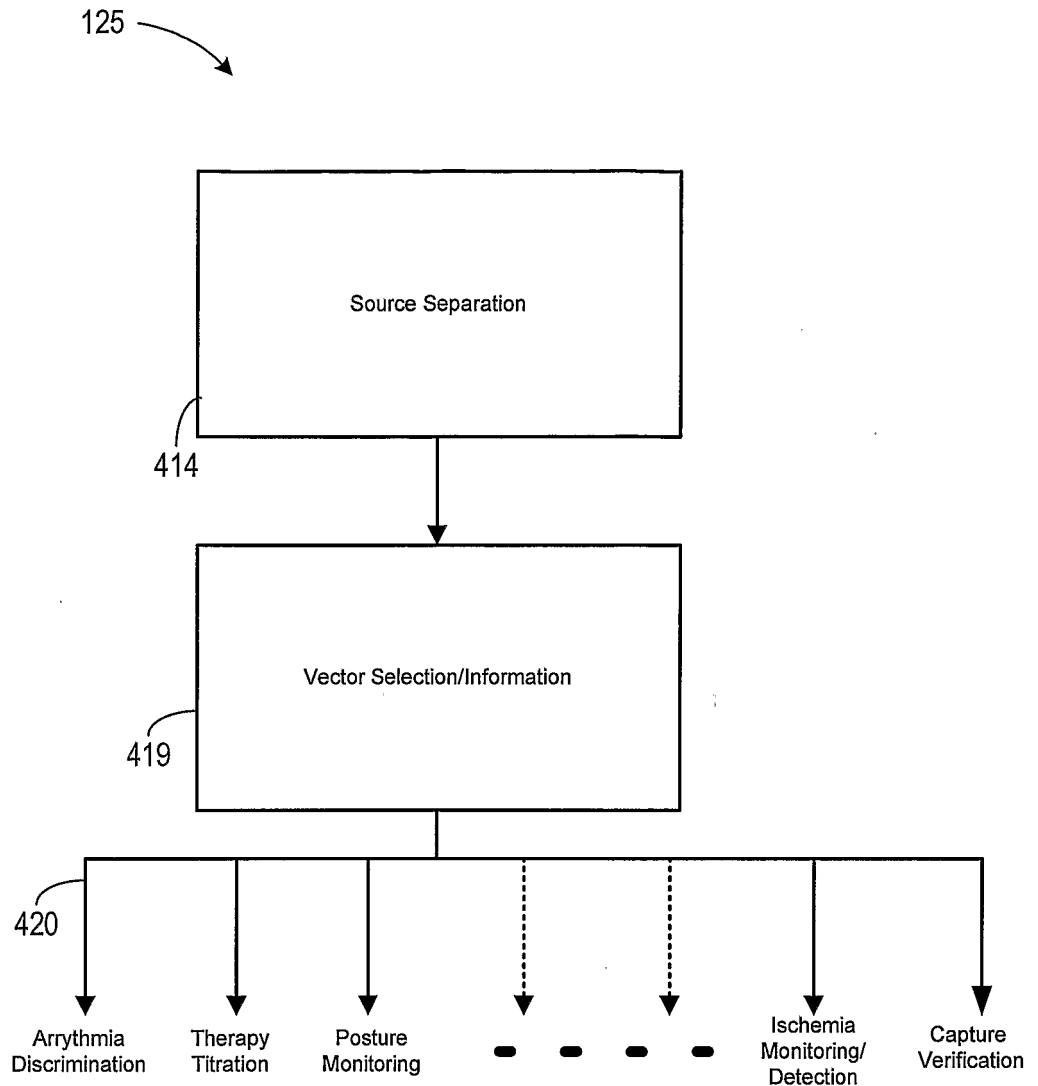 125
Source Separation
414
Vector Selection/Information
419
420
Arrythmia
Discrimination
Therapy
Titration
Posture
Monitoring
Ischemia
Monitoring/
Detection
Capture
Verification